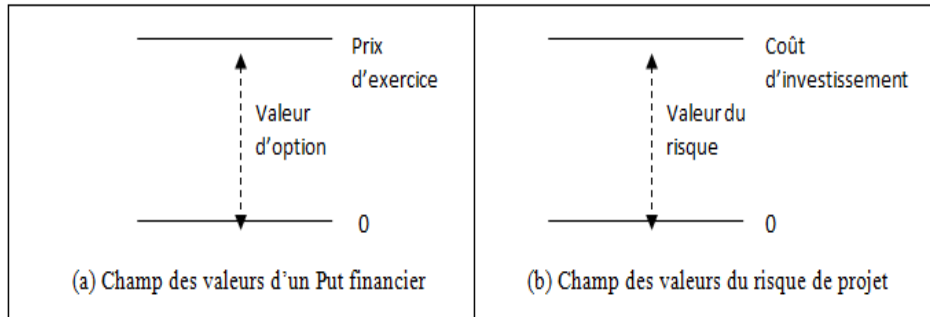 Prix
d'exercice
Valeur
d'option
0
(a) Champ des valeurs d'un Put financier
Coût
d'investissement
Valeur du
risque
0
(b) Champ des valeurs du risque de projet